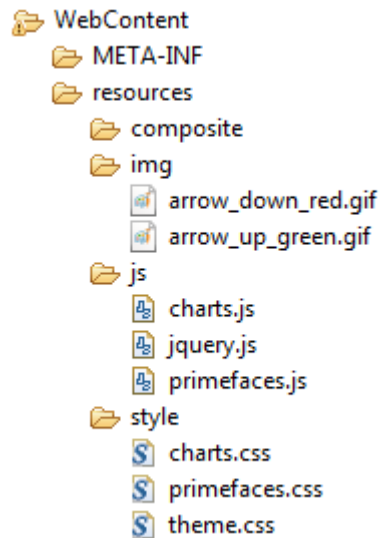 WebContent
META-INF
resources
composite
img
arrow_down_red.gif
arrow_up_green.gif
js
charts.js
jquery.js
primefaces.js
style
charts.css
primefaces.css
theme.css